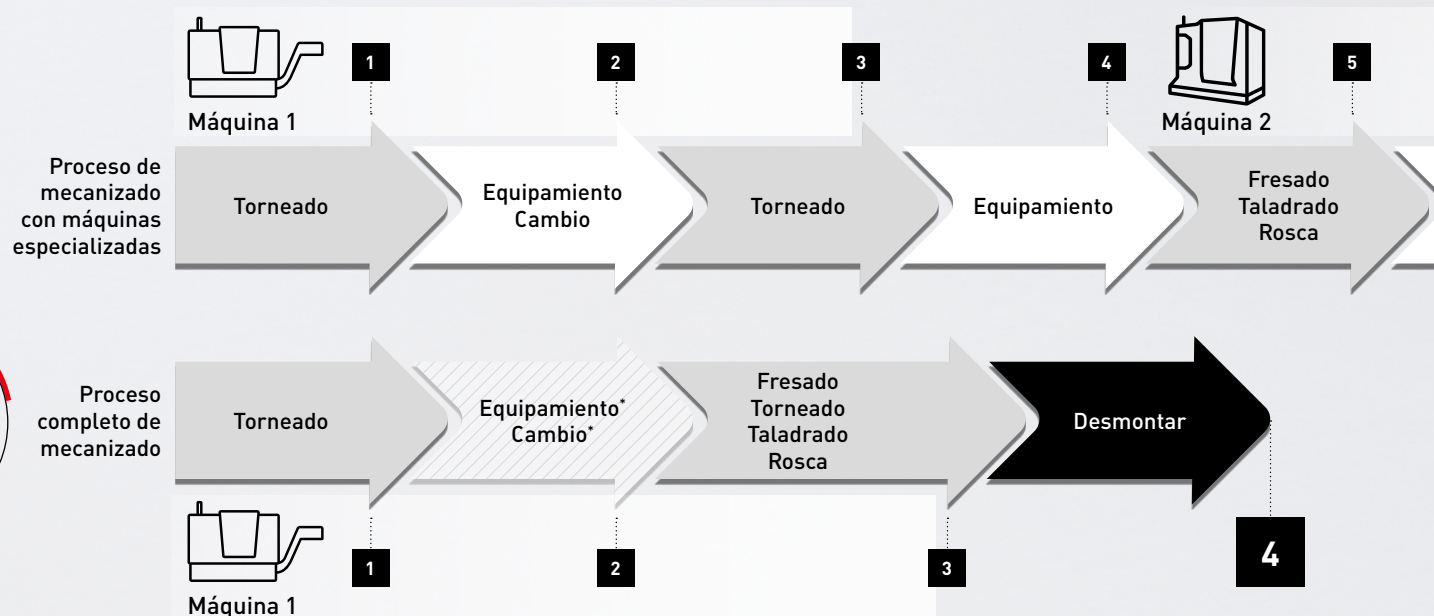 1
2
3
4
5
Máquina 1
Máquina 2
Proceso de
mecanizado
con máquinas
especializadas
Torneado
Equipamiento
Cambio
Torneado
Equipamiento
Fresado
Taladrado
Rosca
Proceso
completo de
mecanizado
Torneado
Equipamiento*
Cambio*
Fresado
Torneado
Taladrado
Rosca
Desmontar
1
2
3
4
Máquina 1